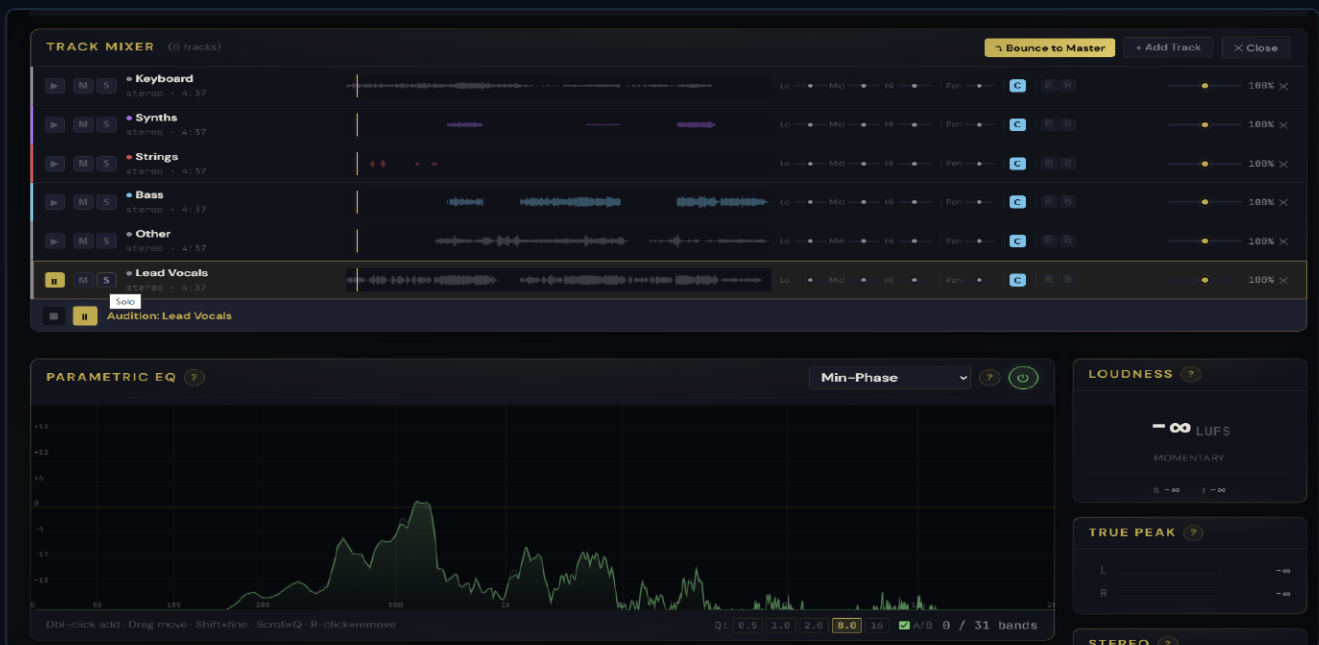 TRACK MIXER (6 tracks) Bounce to Master + Add Track × Close
M S Keyboard Lo Mid Hi Pan C 100% ×
stereo · 4:37
M S Synths Lo Mid Hi Pan C 100% ×
stereo · 4:37
M S Strings Lo Mid Hi Pan C 100% ×
stereo · 4:37
M S Bass Lo Mid Hi Pan C 100% ×
stereo · 4:37
M S Other Lo Mid Hi Pan C 100% ×
stereo · 4:37
M S Lead Vocals Lo Mid Hi Pan C 100% ×
stereo · 4:37
Solo
Audition: Lead Vocals
PARAMETRIC EQ ? Min-Phase ?
+12
+6
0
-6
-12
-18
0 50 100 200 500 1k
Dbl-click add · Drag move · Shift=fine · Scroll=Q · R-click=remove Q: 0.5 1.0 2.0 8.0 16 A/B 0 / 31 bands
LOUDNESS ?
-∞ LUFS
MOMENTARY
S -∞ I -∞
TRUE PEAK ?
L -∞
R -∞
STEREO ?